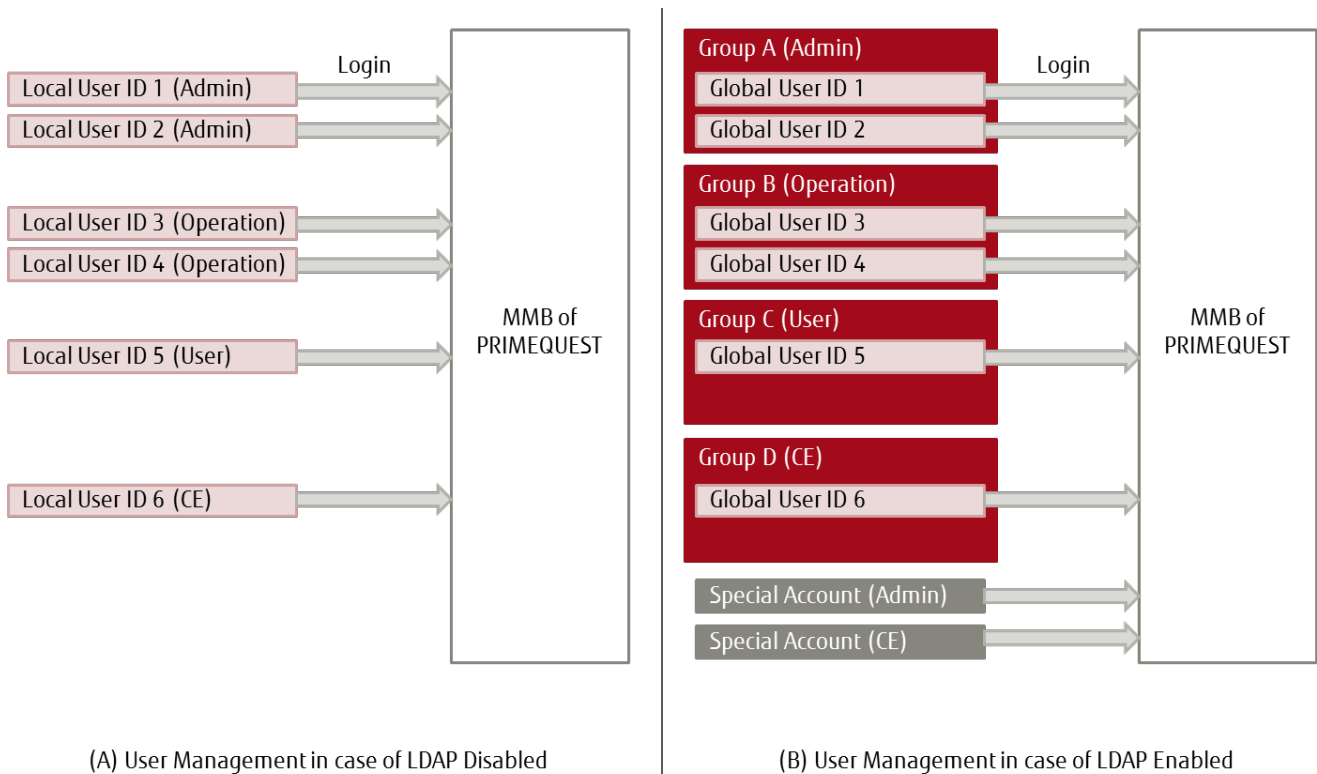 Login
Local User ID 1 (Admin)
Local User ID 2 (Admin)
Local User ID 3 (Operation)
Local User ID 4 (Operation)
Local User ID 5 (User)
Local User ID 6 (CE)
MMB of
PRIMEQUEST
(A) User Management in case of LDAP Disabled
Group A (Admin)
Login
Global User ID 1
Global User ID 2
Group B (Operation)
Global User ID 3
Global User ID 4
Group C (User)
Global User ID 5
Group D (CE)
Global User ID 6
Special Account (Admin)
Special Account (CE)
MMB of
PRIMEQUEST
(B) User Management in case of LDAP Enabled